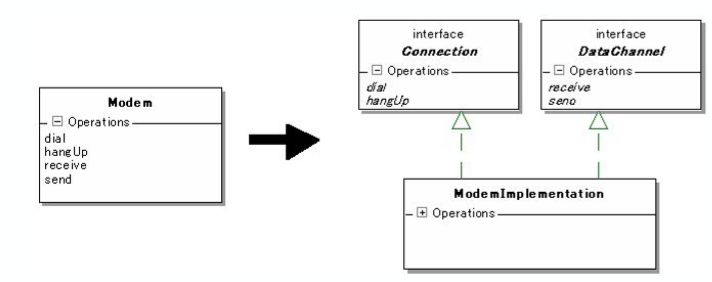 Modem
Operations
dial
hangUp
receive
send
interface
Connection
Operations
dial
hangUp
interface
DataChannel
Operations
receive
seno
ModemImplementation
Operations